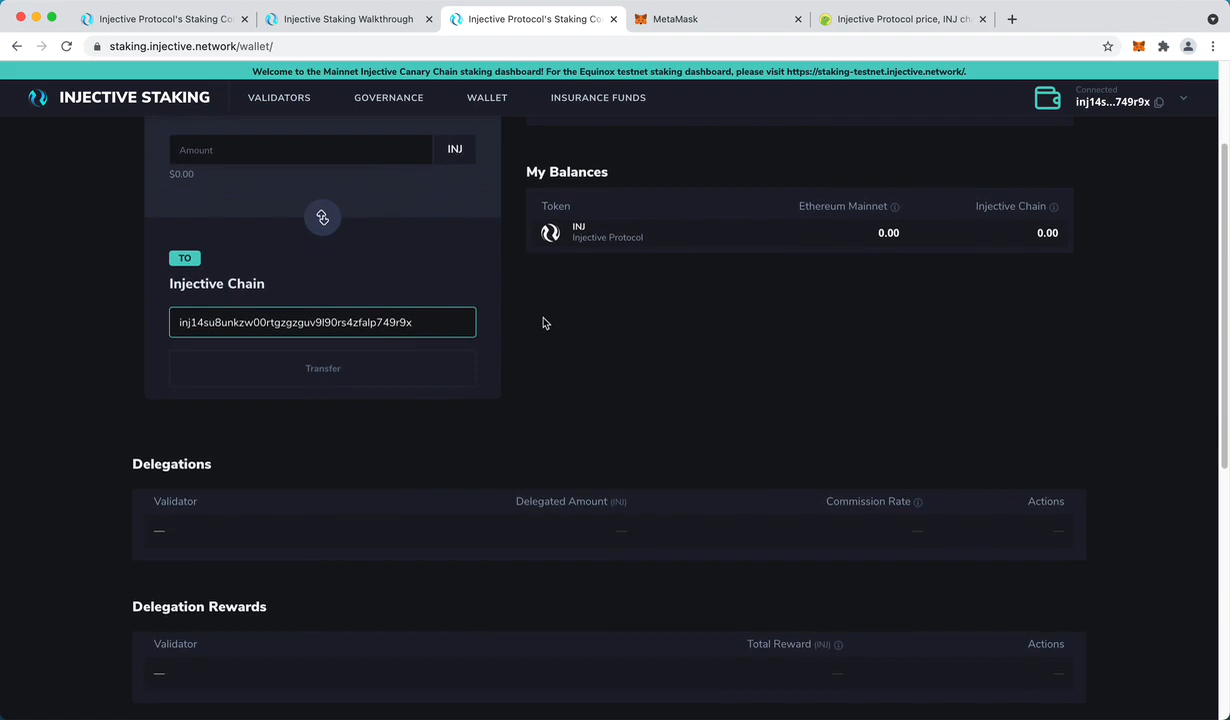 Injective Protocol's Staking Co
Injective Staking Walkthrough
Injective Protocol's Staking Co
MetaMask
Injective Protocol price, INJ ch
staking.injective.network/wallet/
Welcome to the Mainnet Injective Canary Chain staking dashboard! For the Equinox testnet staking dashboard, please visit https://staking-testnet.injective.network/.
INJECTIVE STAKING
VALIDATORS
GOVERNANCE
WALLET
INSURANCE FUNDS
Connected
inj14s...749r9x
Amount
INJ
$0.00
TO
Injective Chain
inj14su8unkzw00rtgzgzguv9l90rs4zfalp749r9x
Transfer
My Balances
Token Ethereum Mainnet Injective Chain
INJ
Injective Protocol
0.00 0.00
Delegations
Validator Delegated Amount (INJ) Commission Rate Actions
— — — —
Delegation Rewards
Validator Total Reward (INJ) Actions
— — —